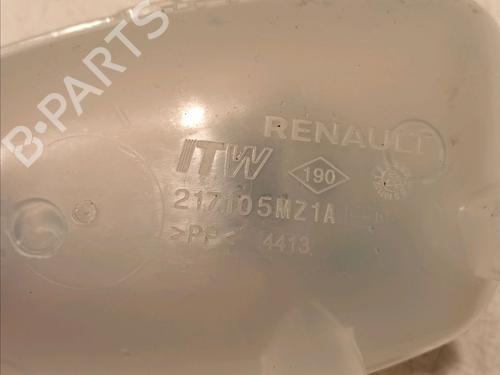 RENAULT
ITW
190
217105MZ1A
>PP<
4413
B-PARTS